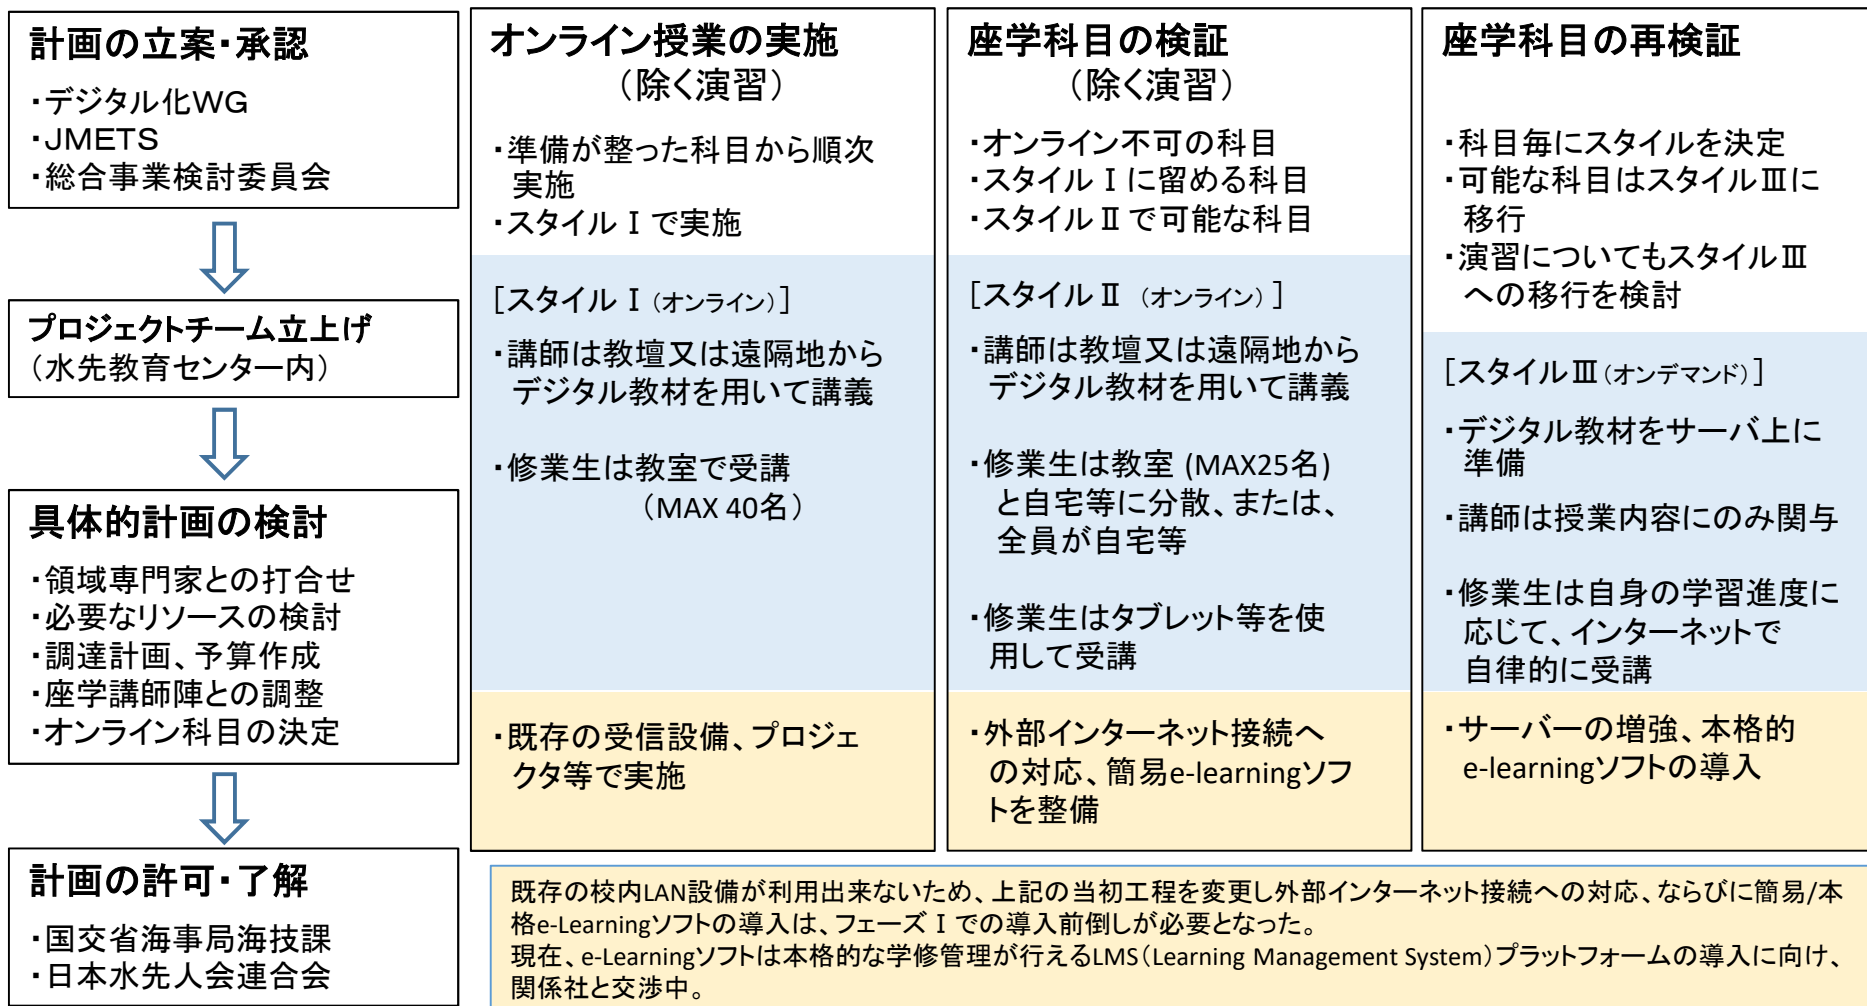 計画の立案・承認
・デジタル化WG
・JMETS
・総合事業検討委員会
プロジェクトチーム立上げ
（水先教育センター内）
具体的計画の検討
・領域専門家との打合せ
・必要なリソースの検討
・調達計画、予算作成
・座学講師陣との調整
・オンライン科目の決定
計画の許可・了解
・国交省海事局海技課
・日本水先人会連合会
オンライン授業の実施
（除く演習）
・準備が整った科目から順次
実施
・スタイルⅠで実施
［スタイルⅠ（オンライン）］
・講師は教壇又は遠隔地から
デジタル教材を用いて講義
・修業生は教室で受講
（MAX 40名）
・既存の受信設備、プロジェ
クタ等で実施
座学科目の検証
（除く演習）
・オンライン不可の科目
・スタイルⅠに留める科目
・スタイルⅡで可能な科目
［スタイルⅡ （オンライン）］
・講師は教壇又は遠隔地から
デジタル教材を用いて講義
・修業生は教室 (MAX25名)
と自宅等に分散、または、
全員が自宅等
・修業生はタブレット等を使
用して受講
・外部インターネット接続へ
の対応、簡易e-learningソフ
トを整備
座学科目の再検証
・科目毎にスタイルを決定
・可能な科目はスタイルⅢに
移行
・演習についてもスタイルⅢ
への移行を検討
［スタイルⅢ（オンデマンド）］
・デジタル教材をサーバ上に
準備
・講師は授業内容にのみ関与
・修業生は自身の学習進度に
応じて、インターネットで
自律的に受講
・サーバーの増強、本格的
e-learningソフトの導入
既存の校内LAN設備が利用出来ないため、上記の当初工程を変更し外部インターネット接続への対応、ならびに簡易/本
格e-Learningソフトの導入は、フェーズⅠでの導入前倒しが必要となった。
現在、e-Learningソフトは本格的な学修管理が行えるLMS（Learning Management System）プラットフォームの導入に向け、
関係社と交渉中。